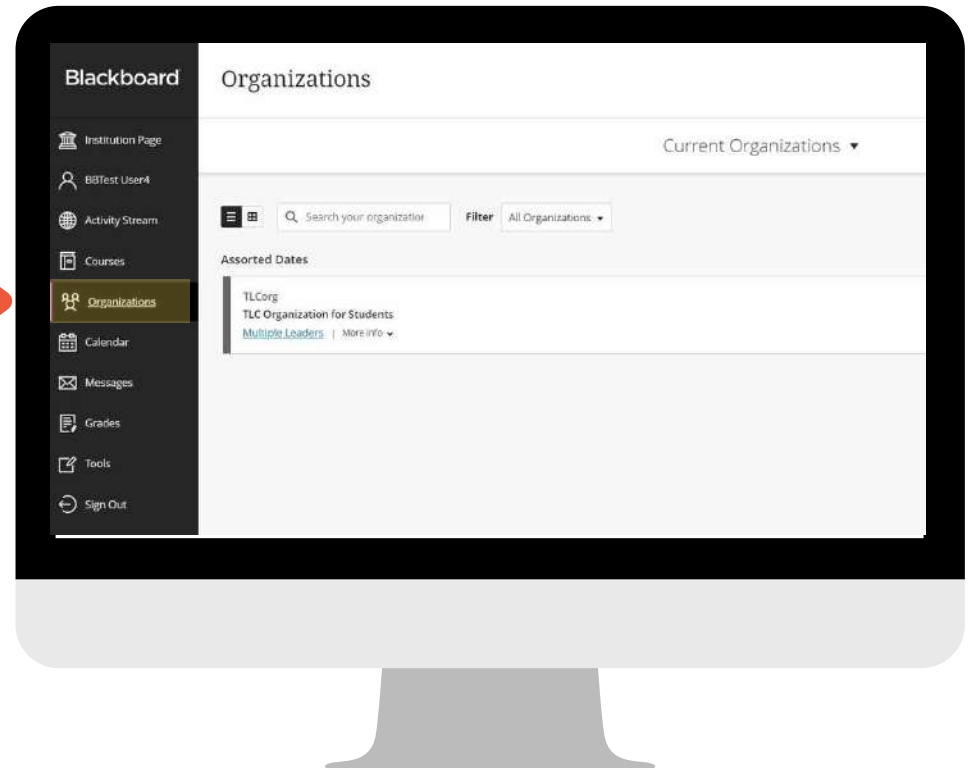 Blackboard
Institution Page
BBTest User4
Activity Stream
Courses
Organizations
Calendar
Messages
Grades
Tools
Sign Out
Organizations
Current Organizations
Search your organization
Filter All Organizations
Assorted Dates
TLCorg
TLC Organization for Students
Multiple Leaders | More info